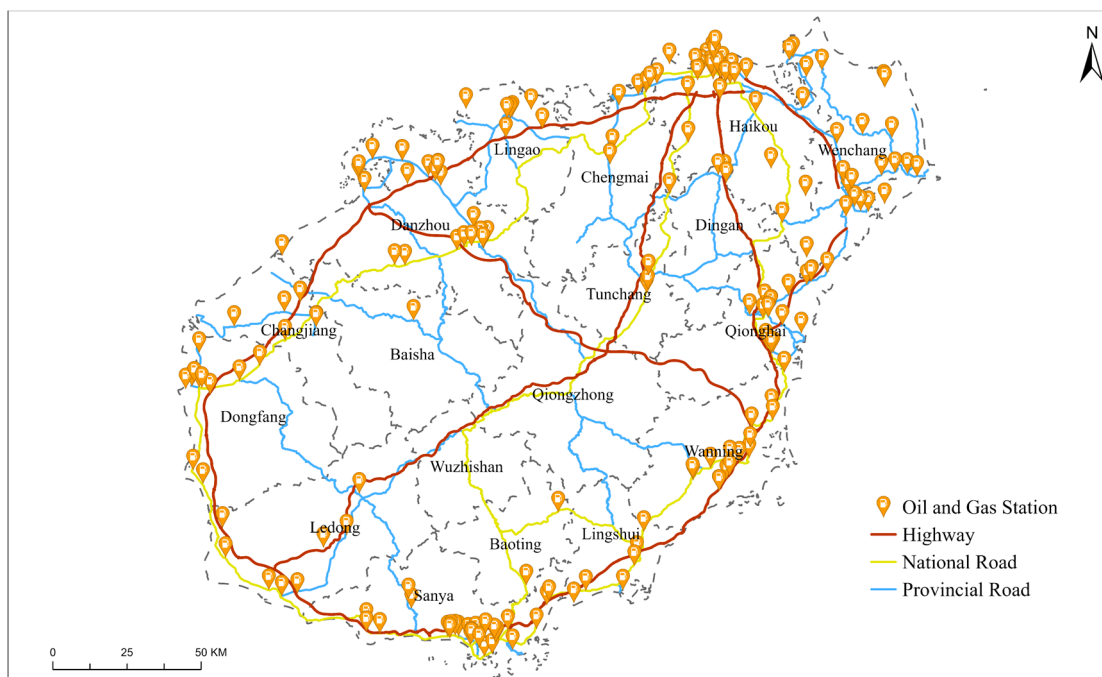 N
Haikou
Wenchang
Lingao
Chengmai
Danzhou
Dingan
Tunchang
Changjiang
Qionghai
Baisha
Qiongzhong
Dongfang
Wanning
Wuzhishan
Ledong
Lingshui
Baoting
Sanya
Oil and Gas Station
Highway
National Road
Provincial Road
0 25 50 KM